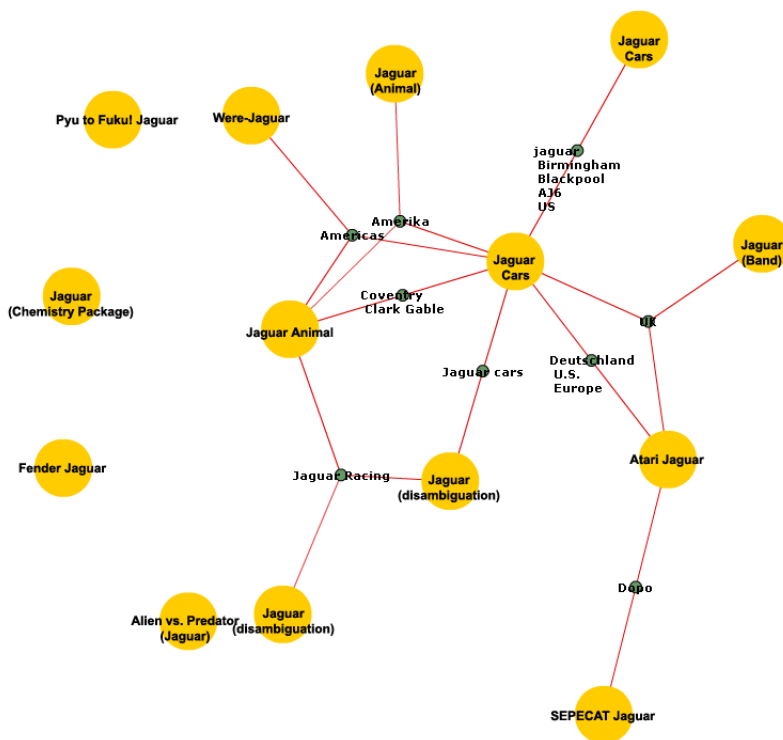 Jaguar
Cars
Jaguar
(Animal)
Pyu to Fuku! Jaguar
Were-Jaguar
jaguar
Birmingham
Blackpool
AJ6
US
Amerika
Americas
Jaguar
(Band)
Jaguar
Cars
Jaguar
(Chemistry Package)
Coventry
Clark Gable
UK
Jaguar Animal
Deutschland
U.S.
Europe
Jaguar cars
Fender Jaguar
Jaguar Racing
Jaguar
(disambiguation)
Atari Jaguar
Dopo
Alien vs. Predator
(Jaguar)
Jaguar
(disambiguation)
SEPECAT Jaguar